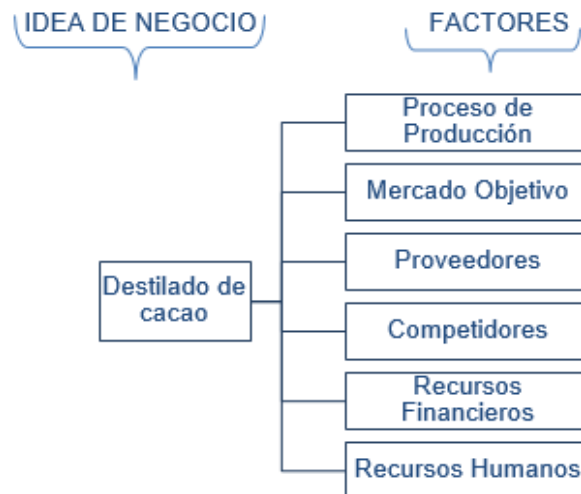 IDEA DE NEGOCIO
FACTORES
Destilado de
cacao
Proceso de
Producción
Mercado Objetivo
Proveedores
Competidores
Recursos
Financieros
Recursos Humanos